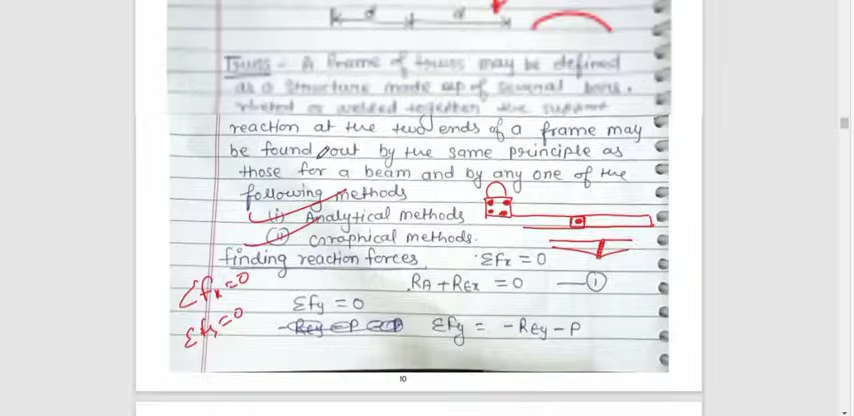 d d P
Truss - A frame of truss may be defined
as a structure made up of several bars.
riveted or welded together the support
reaction at the two ends of a frame may
be found out by the same principle as
those for a beam and by any one of the
following methods
(i) Analytical methods
(ii) Graphical methods.
finding reaction forces Σfx = 0
Σfx = 0 RA + REx = 0 — ①
Σfy = 0
Σfy = 0 ΣFy = - REy - P
10